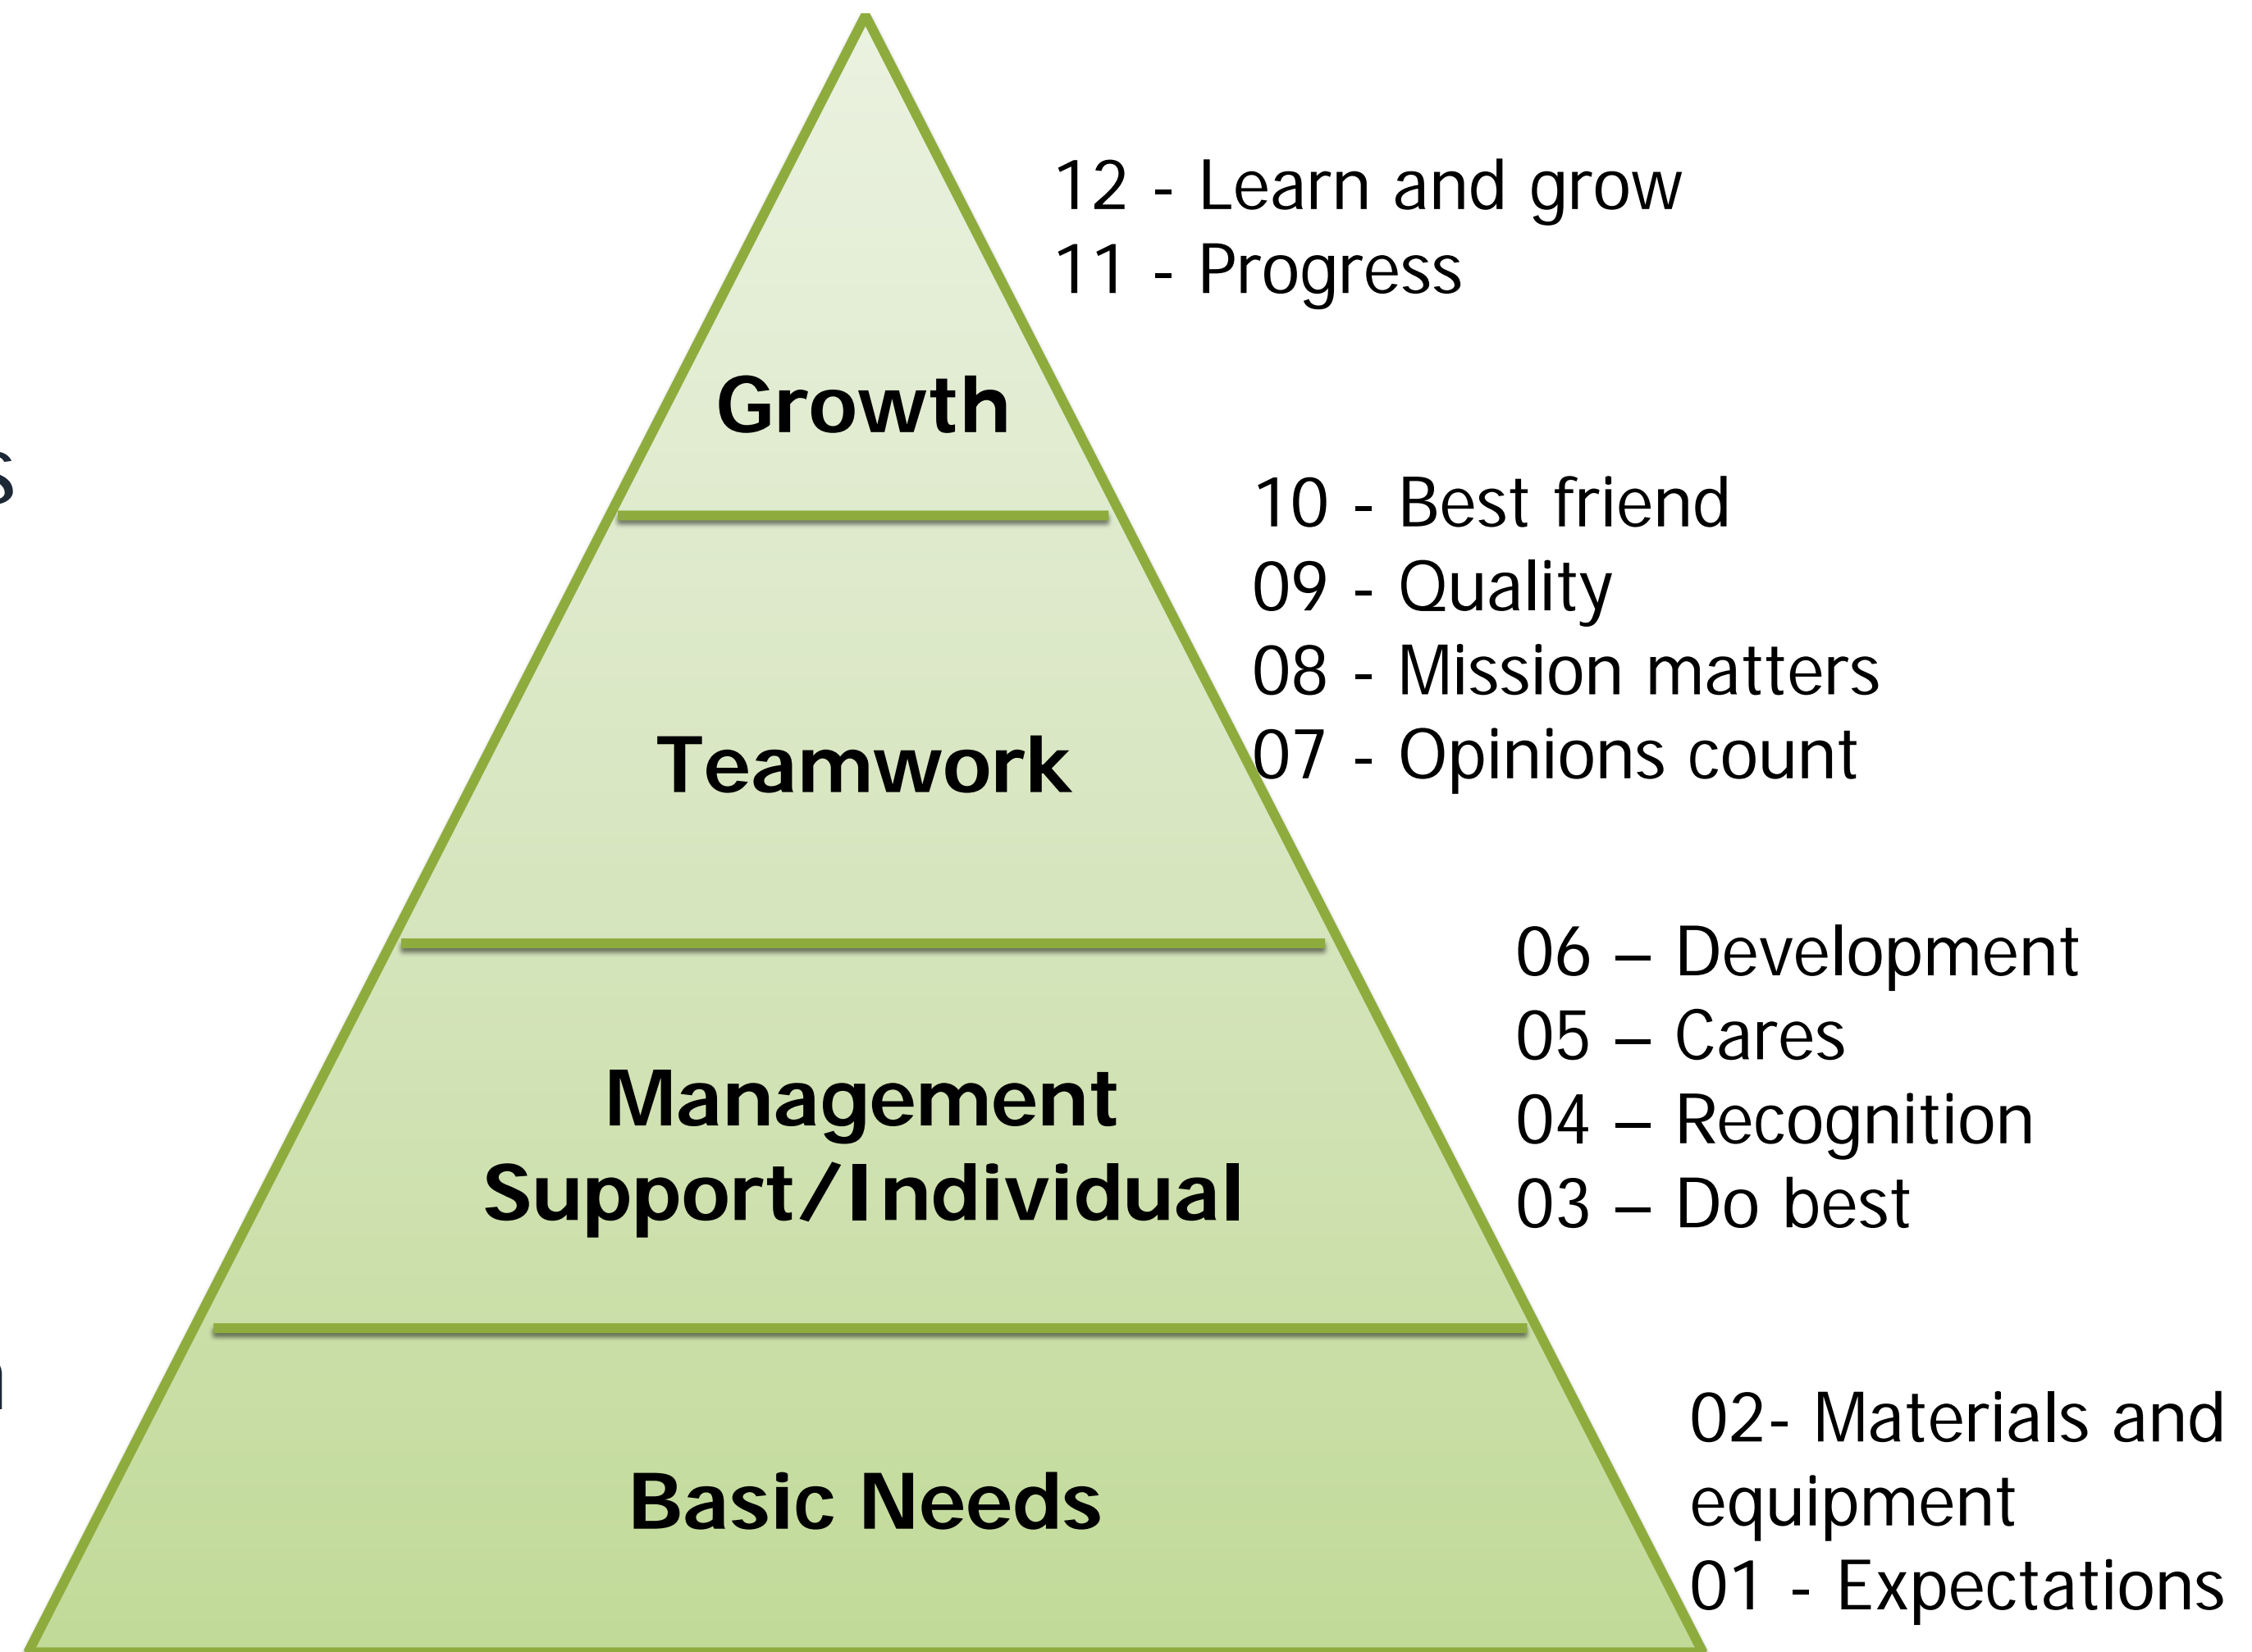 12 - Learn and grow
11 - Progress
Growth
10 - Best friend
09 - Quality
08 - Mission matters
07 - Opinions count
Teamwork
06 – Development
05 – Cares
04 – Recognition
03 – Do best
Management
Support/Individual
02- Materials and
equipment
01 - Expectations
Basic Needs